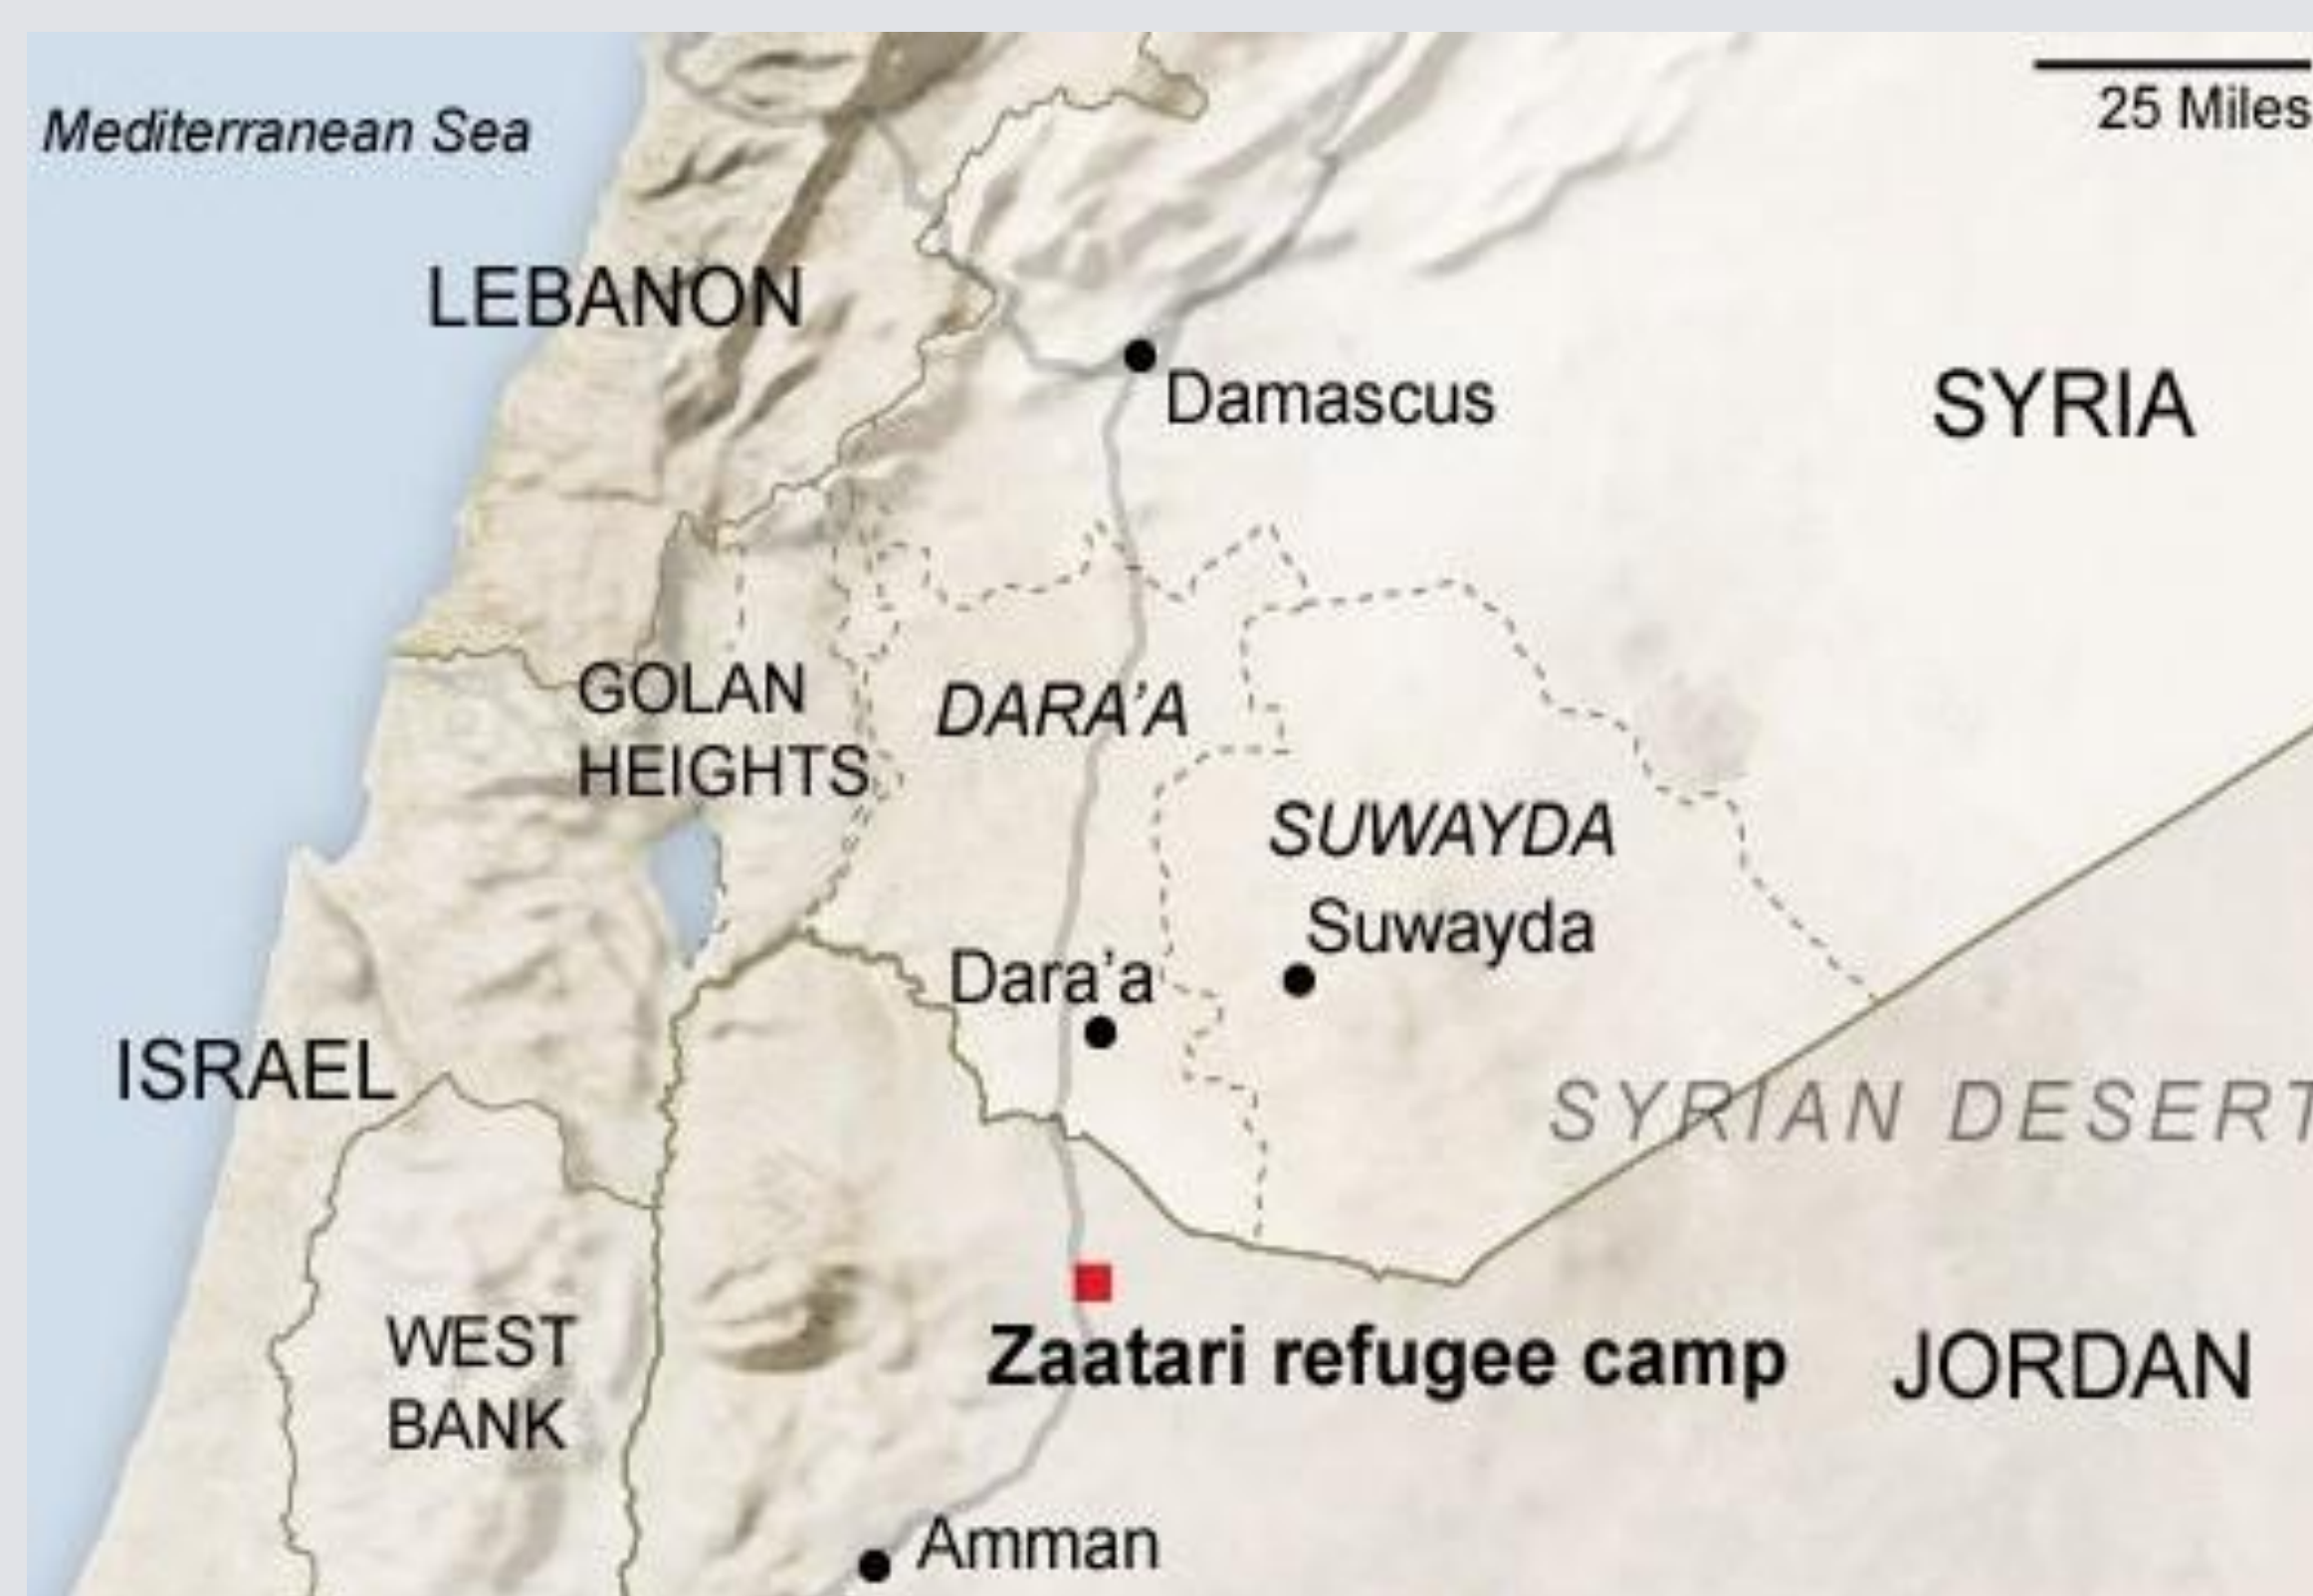 Mediterranean Sea
25 Miles
LEBANON
Damascus
SYRIA
GOLAN
HEIGHTS
DARA’A
SUWAYDA
Suwayda
Dara’a
ISRAEL
SYRIAN DESERT
WEST
BANK
Zaatari refugee camp
JORDAN
Amman